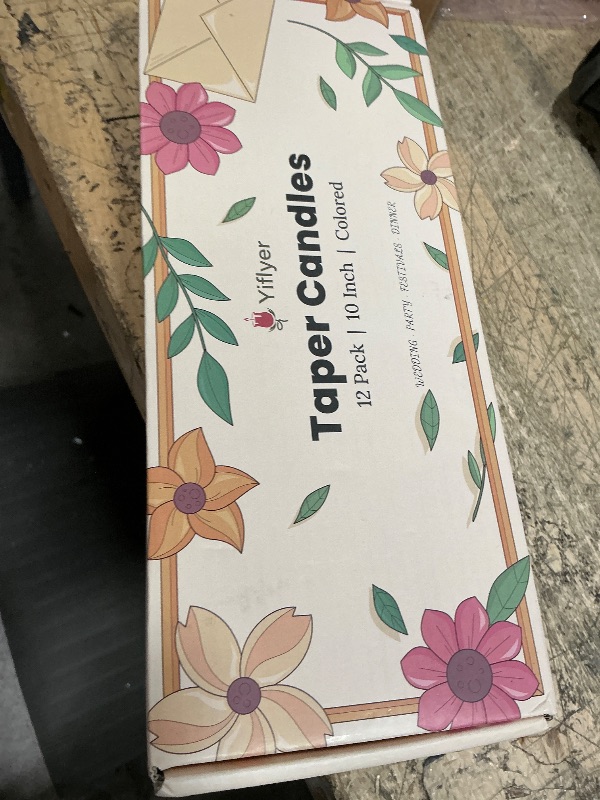 Yiflyer
Taper Candles
12 Pack | 10 Inch | Colored
WEDDING · PARTY · FESTIVALS · DINNER